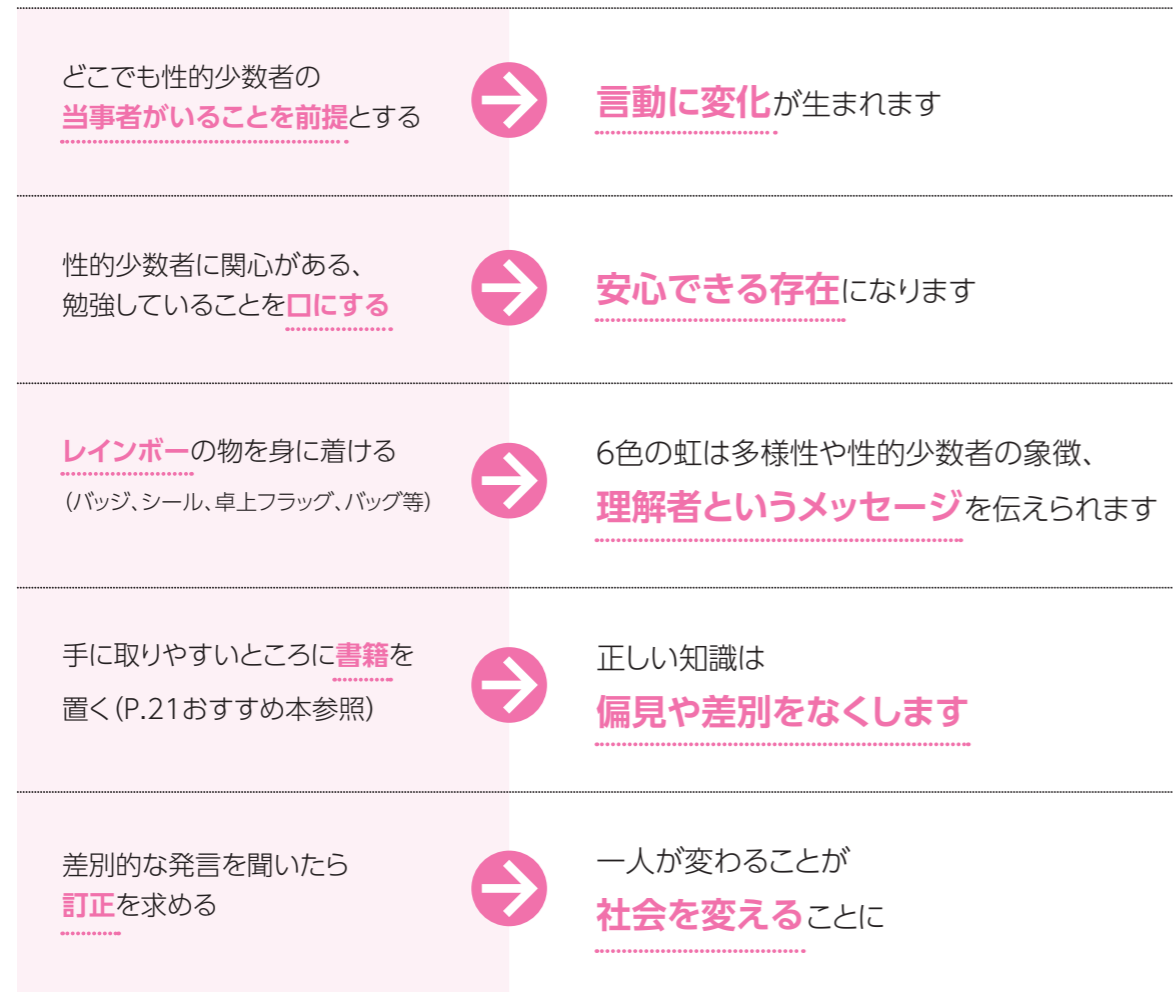 どこでも性的少数者の
当事者がいることを前提とする
言動に変化が生まれます
性的少数者に関心がある、
勉強していることを口にする
安心できる存在になります
レインボーの物を身に着ける
（バッジ、シール、卓上フラッグ、バッグ等）
6色の虹は多様性や性的少数者の象徴、
理解者というメッセージを伝えられます
手に取りやすいところに書籍を
置く（P.21おすすめ本参照）
正しい知識は
偏見や差別をなくします
差別的な発言を聞いたら
訂正を求める
一人が変わることが
社会を変えることに